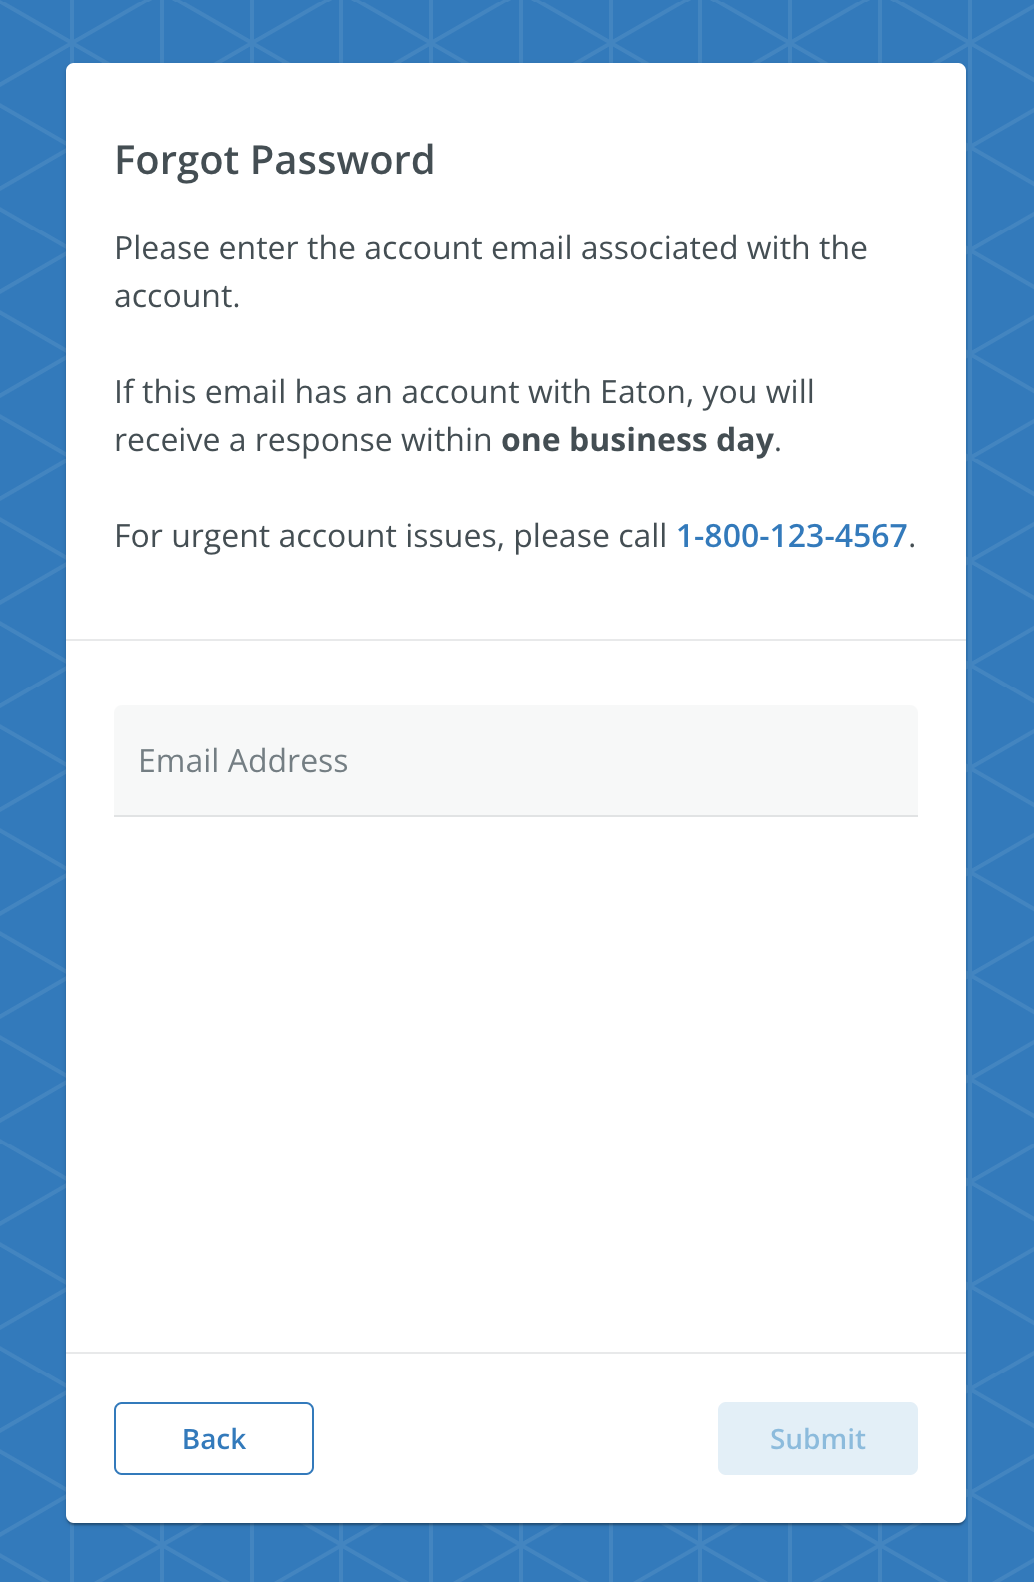 Forgot Password
Please enter the account email associated with the
account.
If this email has an account with Eaton, you will
receive a response within one business day.
For urgent account issues, please call 1-800-123-4567.
Email Address
Back
Submit